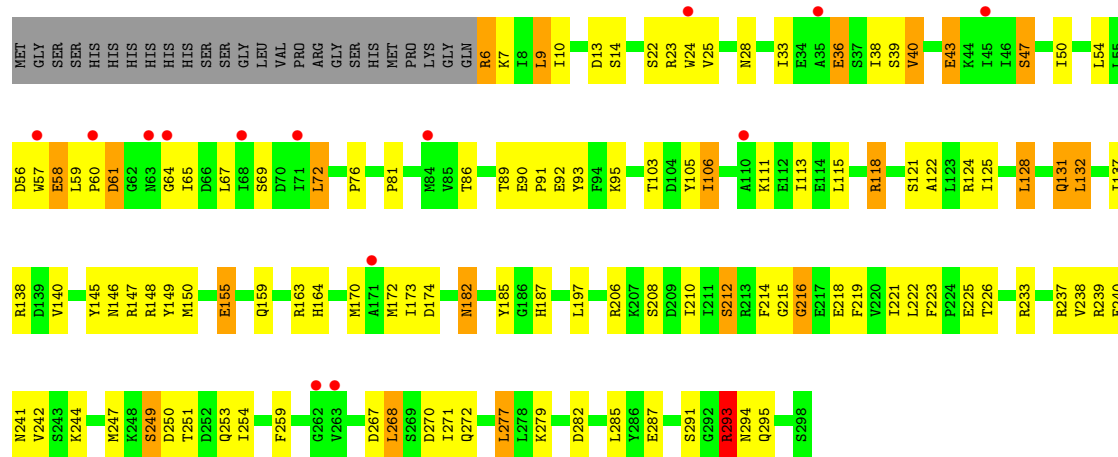 MET GLY SER SER HIS HIS HIS HIS HIS HIS SER SER GLY LEU VAL PRO ARG GLY SER HIS MET PRO LYS GLY GLN R6 K7 I8 L9 I10 D13 S14 S22 R23 W24 V25 N28 I33 E34 A35 E36 S37 I38 S39 V40 E43 K44 I45 I46 S47 I50 L54 L55
D56 W57 E58 L59 P60 D61 G62 N63 G64 I65 D66 L67 I68 S69 D70 I71 L72 P76 P81 M84 V85 T86 T89 E90 P91 E92 Y93 F94 K95 T103 D104 Y105 I106 A110 K111 E112 I113 E114 L115 R118 S121 A122 L123 R124 I125 L128 Q131 L132 I137
R138 D139 V140 Y145 N146 R147 R148 Y149 M150 E155 Q159 R163 H164 M170 A171 M172 I173 D174 N182 Y185 G186 H187 L197 R206 K207 S208 D209 I210 I211 S212 R213 F214 G215 G216 E217 E218 F219 V220 I221 L222 F223 P224 E225 T226 R233 R237 V238 R239
N241 V242 S243 K244 M247 K248 S249 D250 T251 D252 Q253 I254 F259 G262 V263 D267 L268 S269 D270 I271 Q272 L277 L278 K279 D282 L285 Y286 E287 S291 G292 R293 N294 Q295 S298